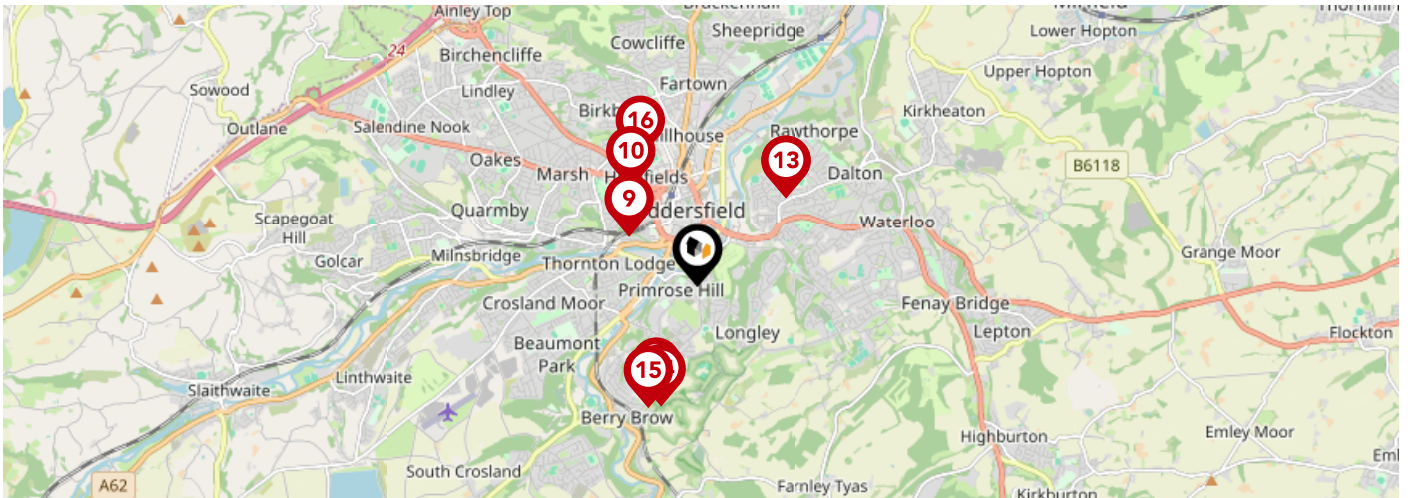 Ainley Top
Sheepridge
Cowcliffe
Lower Hopton
24
Birchencliffe
Upper Hopton
Sowood
Lindley
Fartown
Kirkheaton
16
Outlane
Salendine Nook
Rawthorpe
10
13
Oakes
B6118
Marsh
Dalton
9
Quarmby
Scapegoat
Hill
Waterloo
Golcar
Milnsbridge
Thornton Lodge
Grange Moor
Primrose Hill
Crosland Moor
Fenay Bridge
Longley
Lepton
Flockton
Beaumont
Park
15
Linthwaite
Slaithwaite
Berry Brow
Highburton
Emley Moor
South Crosland
A62
Farnley Tyas
Kirkburton